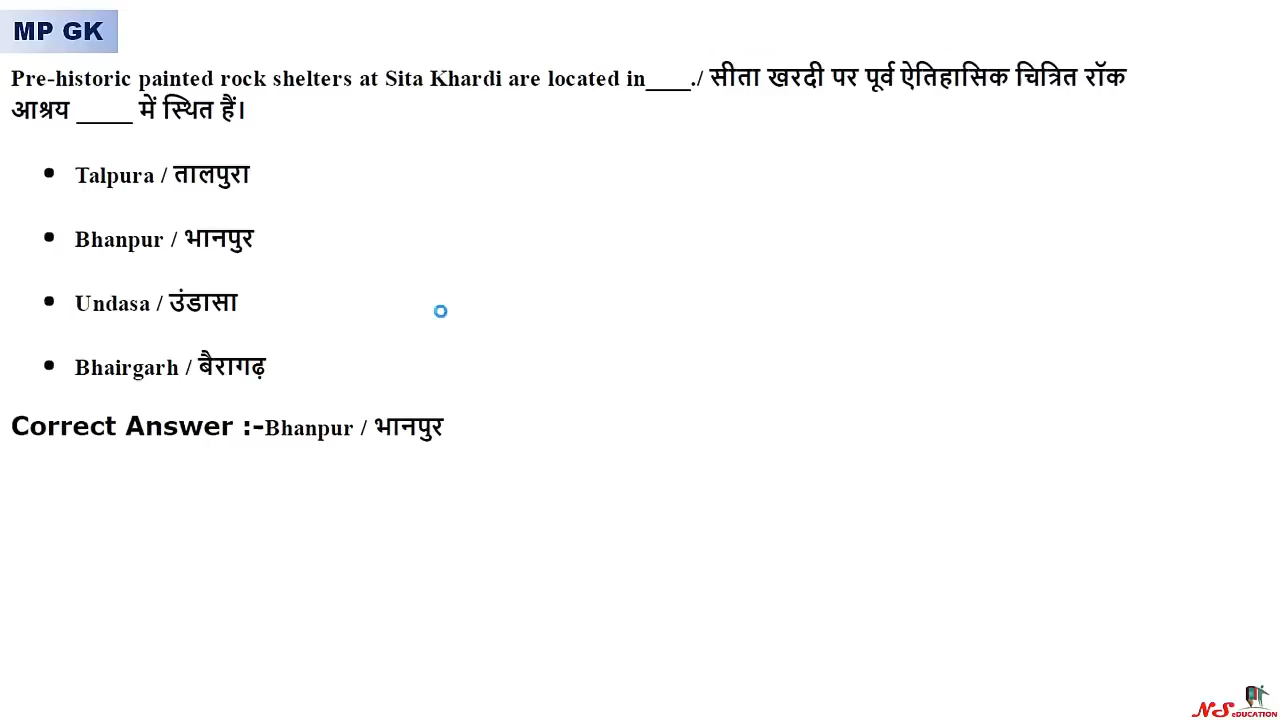 MP GK
Pre-historic painted rock shelters at Sita Khardi are located in____./ सीता खरदी पर पूर्व ऐतिहासिक चित्रित रॉक
आश्रय _____ में स्थित हैं।
• Talpura / तालपुरा
• Bhanpur / भानपुर
• Undasa / उंडासा
• Bhairgarh / बैरागढ़
Correct Answer :-Bhanpur / भानपुर
NS eDUCATION